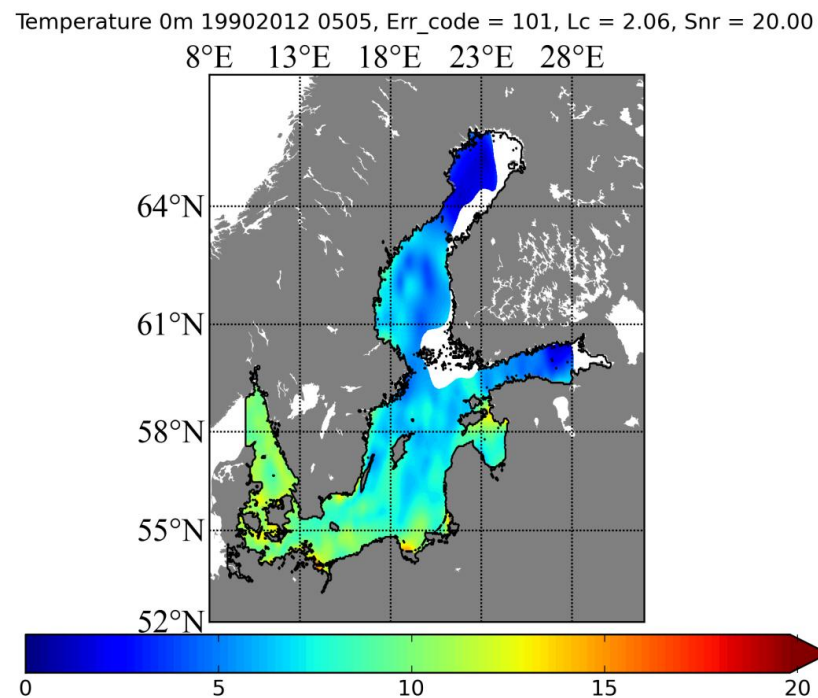 Temperature 0m 19902012 0505, Err_code = 101, Lc = 2.06, Snr = 20.00
8°E 13°E 18°E 23°E 28°E
64°N
61°N
58°N
55°N
52°N
0 5 10 15 20